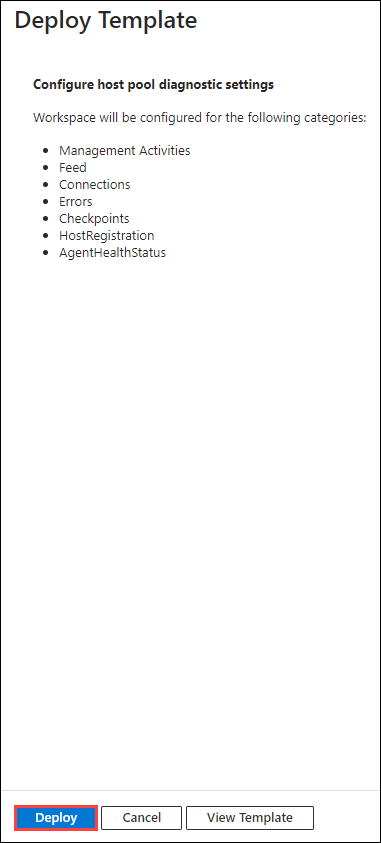 Deploy Template
Configure host pool diagnostic settings
Workspace will be configured for the following categories:
• Management Activities
• Feed
• Connections
• Errors
• Checkpoints
• HostRegistration
• AgentHealthStatus
Deploy Cancel View Template